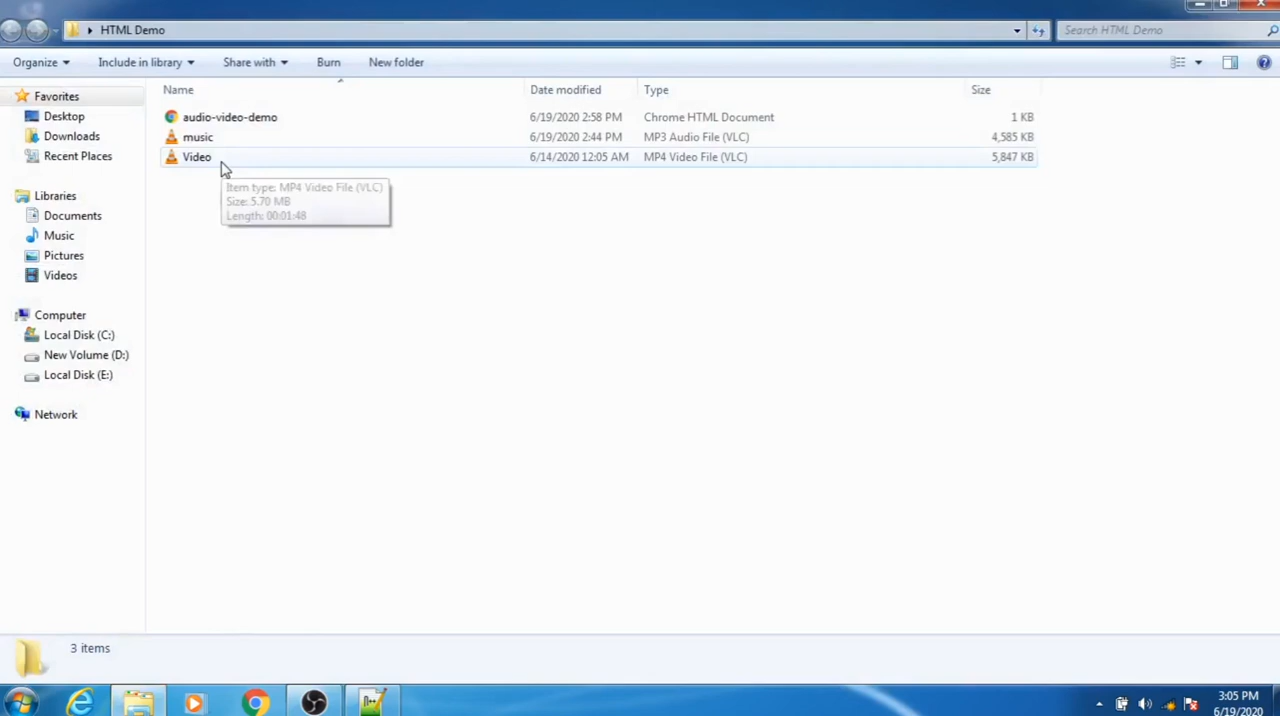 HTML Demo
Search HTML Demo
Organize Include in library Share with Burn New folder
Name Date modified Type Size
Favorites
Desktop
Downloads
Recent Places
Libraries
Documents
Music
Pictures
Videos
Computer
Local Disk (C:)
New Volume (D:)
Local Disk (E:)
Network
audio-video-demo 6/19/2020 2:58 PM Chrome HTML Document 1 KB
music 6/19/2020 2:44 PM MP3 Audio File (VLC) 4,585 KB
Video 6/14/2020 12:05 AM MP4 Video File (VLC) 5,847 KB
Item type: MP4 Video File (VLC)
Size: 5.70 MB
Length: 00:01:48
3 items
3:05 PM
6/19/2020